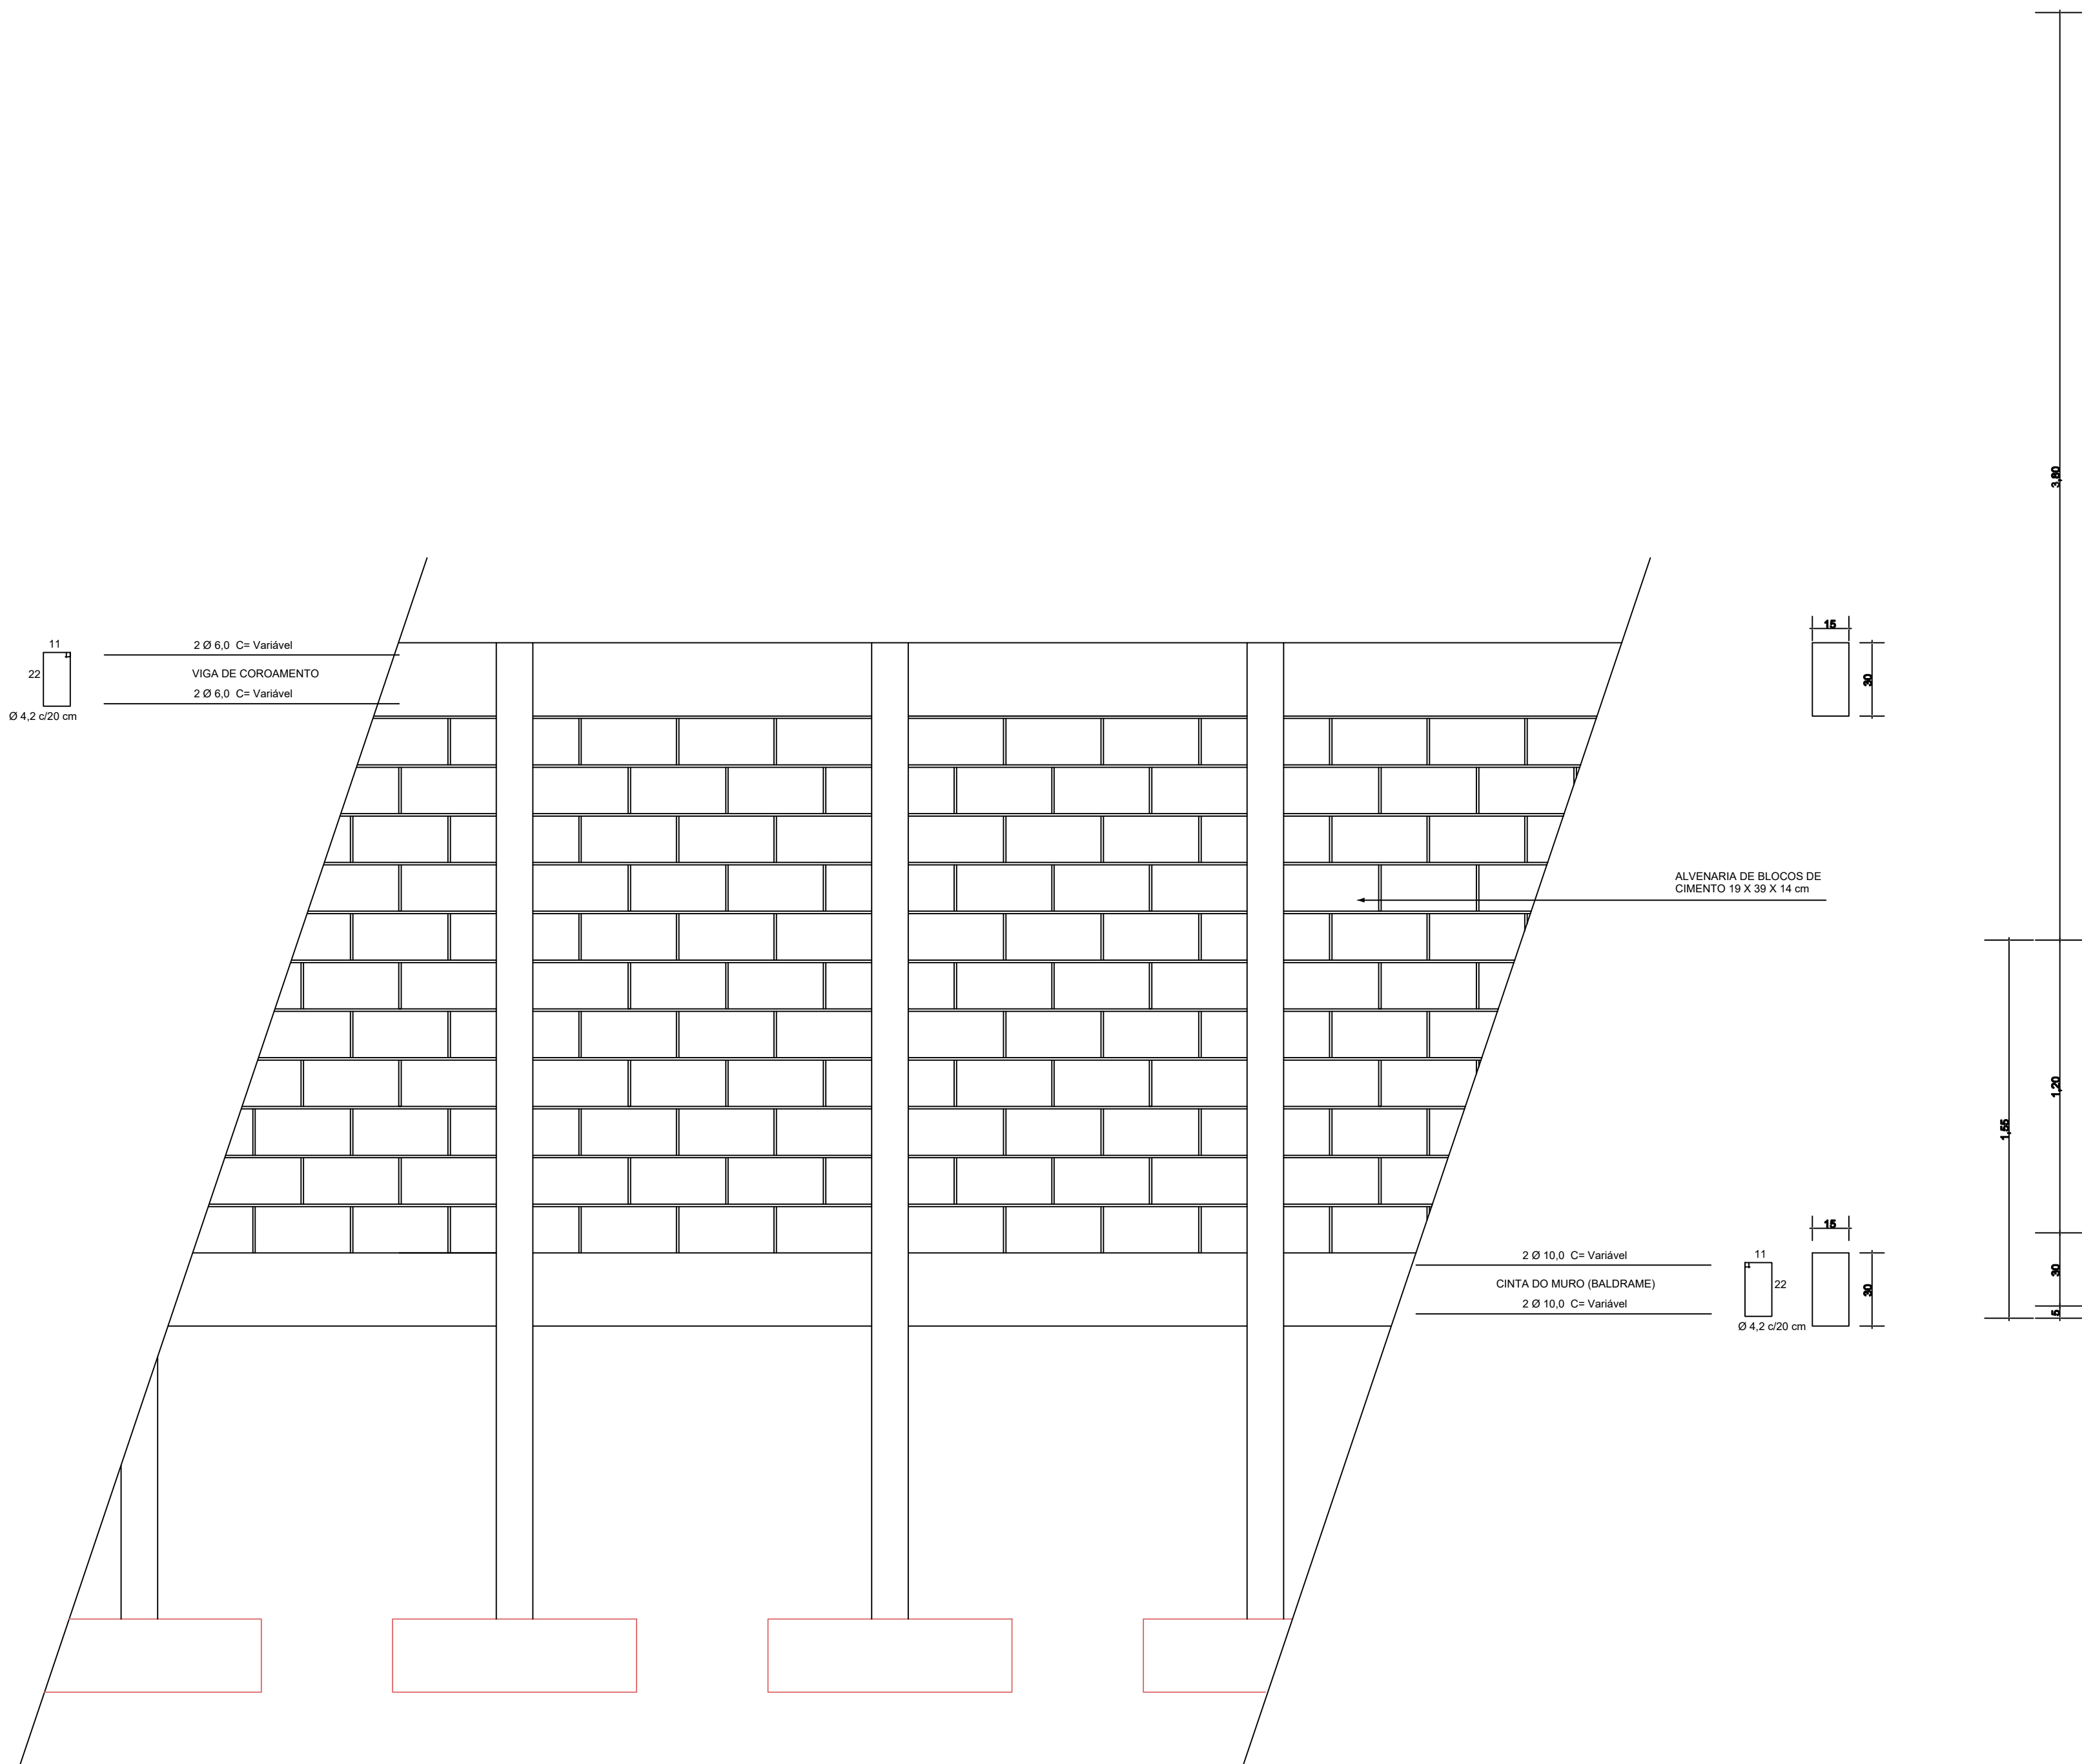 3,80
11
2 Ø 6,0  C= Variável
15
22
VIGA DE COROAMENTO
30
2 Ø 6,0  C= Variável
Ø 4,2 c/20 cm
ALVENARIA DE BLOCOS DE
CIMENTO 19 X 39 X 14 cm
1,20
1,55
15
2 Ø 10,0  C= Variável
11
30
CINTA DO MURO (BALDRAME)
22
30
2 Ø 10,0  C= Variável
5
Ø 4,2 c/20 cm